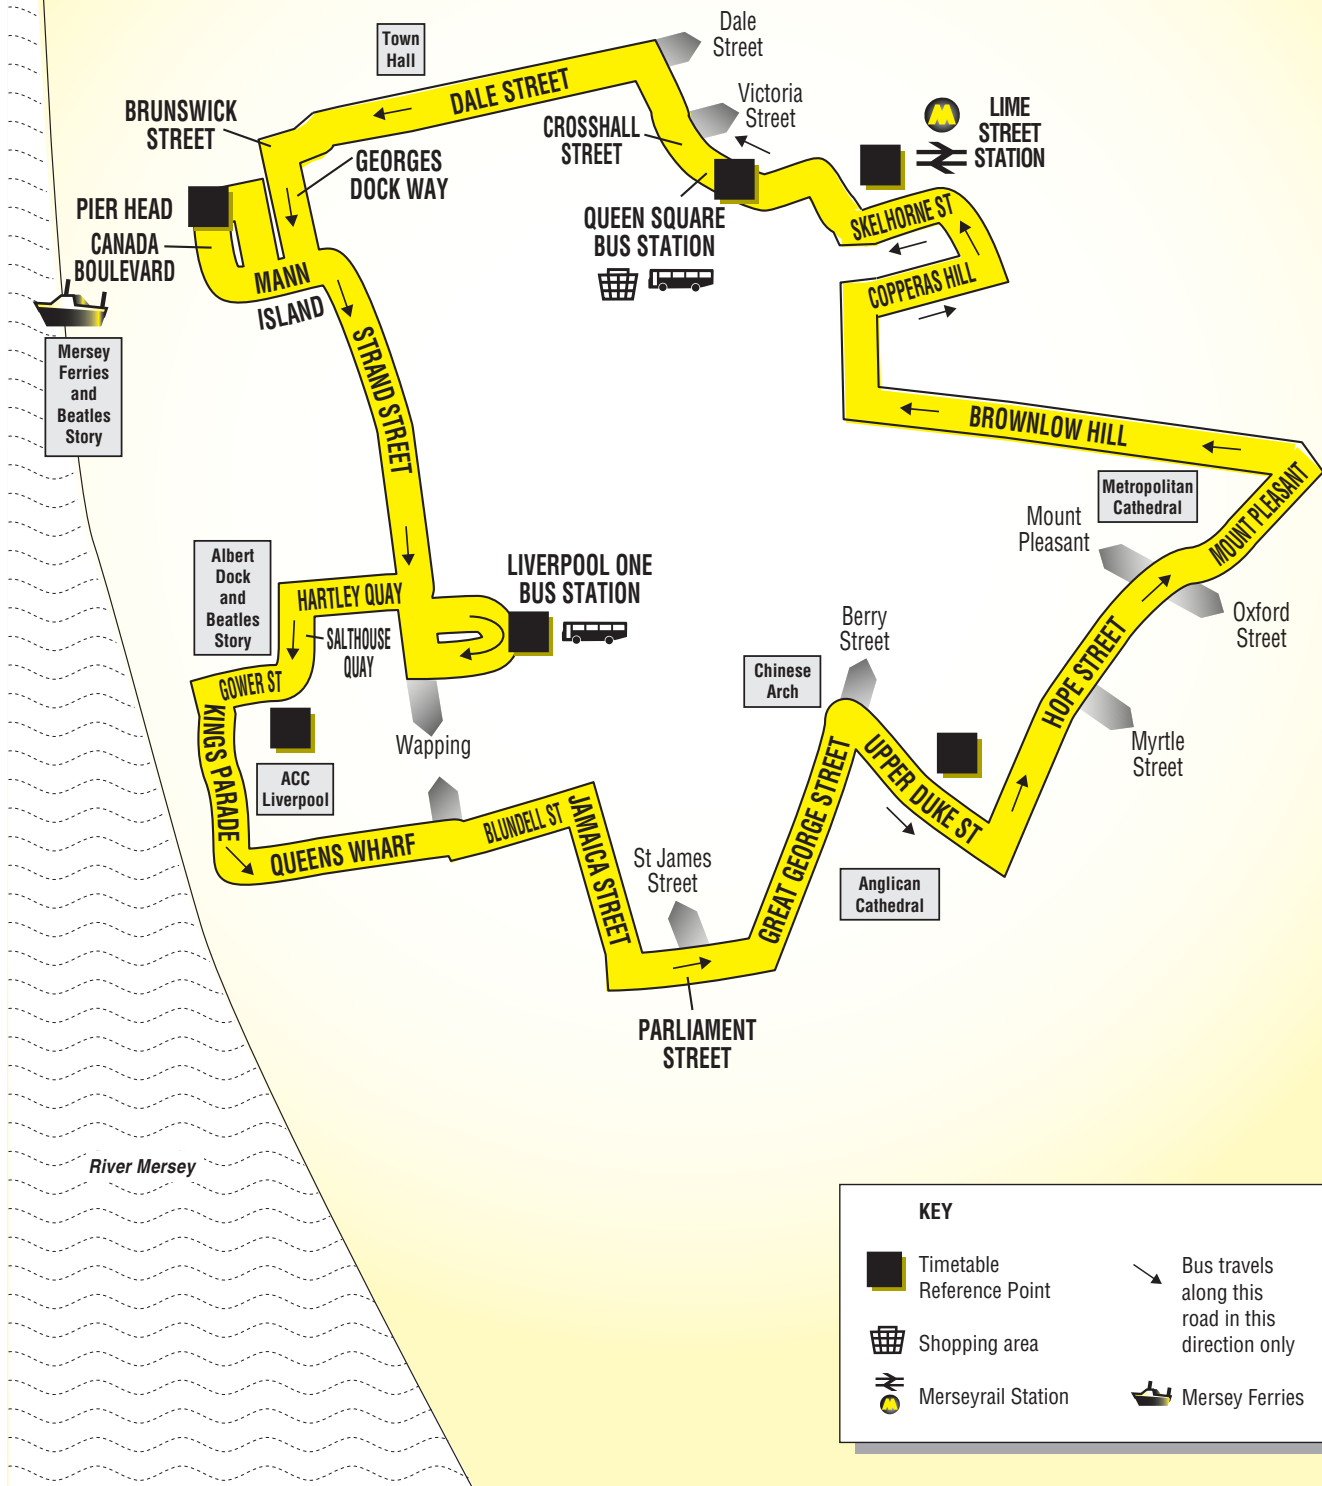 Town
Hall
Dale
Street
DALE STREET
Victoria
Street
BRUNSWICK
STREET
CROSSHALL
STREET
LIME
STREET
STATION
GEORGES
DOCK WAY
PIER HEAD
CANADA
BOULEVARD
QUEEN SQUARE
BUS STATION
SKELHORNE ST
COPPERAS HILL
MANN
ISLAND
Mersey
Ferries
and
Beatles
Story
STRAND STREET
BROWNLOW HILL
MOUNT PLEASANT
Metropolitan
Cathedral
Mount
Pleasant
Oxford
Street
Albert
Dock
and
Beatles
Story
HARTLEY QUAY
SALTHOUSE
QUAY
LIVERPOOL ONE
BUS STATION
Berry
Street
Chinese
Arch
HOPE STREET
GOWER ST
KINGS PARADE
Wapping
ACC
Liverpool
Myrtle
Street
UPPER DUKE ST
GREAT GEORGE STREET
QUEENS WHARF
BLUNDELL ST
JAMAICA STREET
St James
Street
Anglican
Cathedral
PARLIAMENT
STREET
River Mersey
KEY
Timetable
Reference Point
Shopping area
Merseyrail Station
Bus travels
along this
road in this
direction only
Mersey Ferries